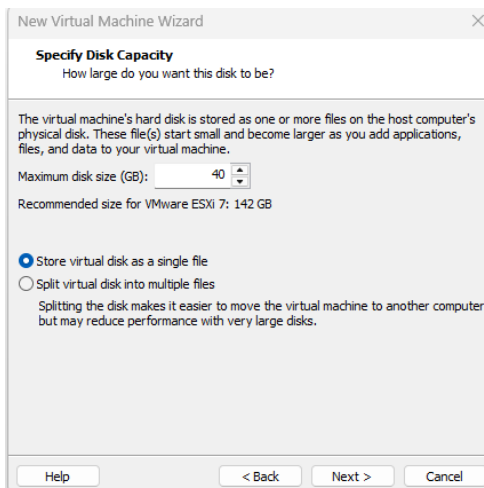 New Virtual Machine Wizard
Specify Disk Capacity
How large do you want this disk to be?
The virtual machine's hard disk is stored as one or more files on the host computer's
physical disk. These file(s) start small and become larger as you add applications,
files, and data to your virtual machine.
Maximum disk size (GB): 40
Recommended size for VMware ESXi 7: 142 GB
Store virtual disk as a single file
Split virtual disk into multiple files
Splitting the disk makes it easier to move the virtual machine to another computer
but may reduce performance with very large disks.
Help < Back Next > Cancel